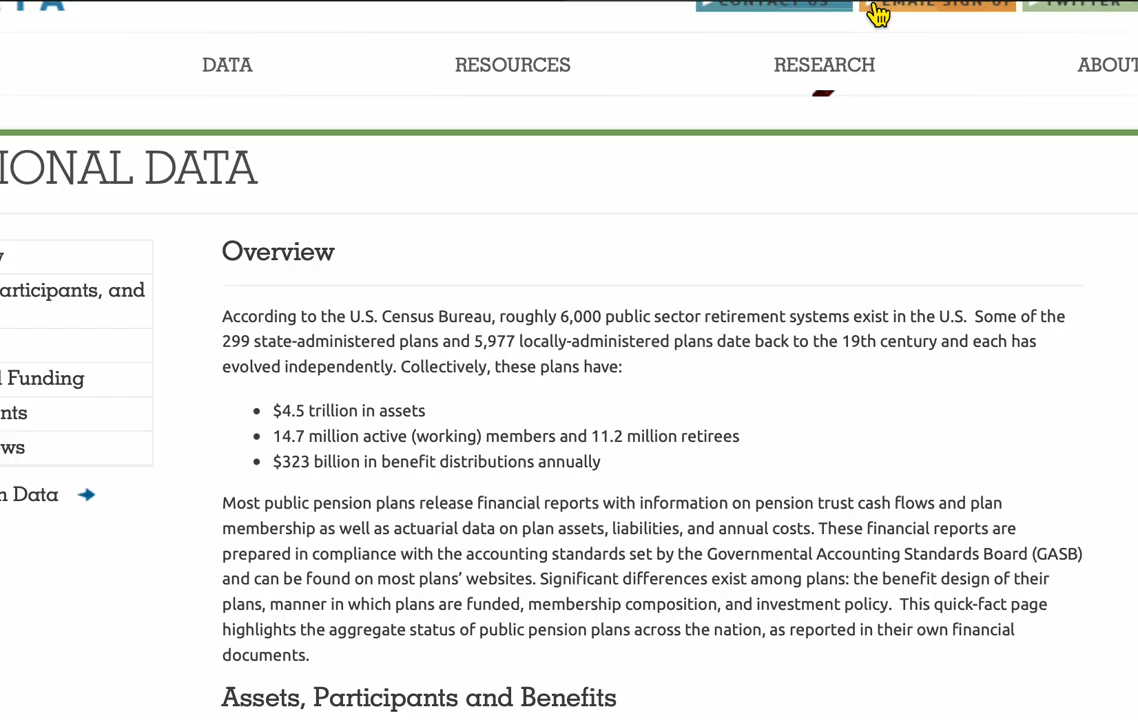 CONTACT US EMAIL SIGN UP TWITTER
DATA RESOURCES RESEARCH ABOUT
IONAL DATA
articipants, and
Funding
nts
ws
Data
Overview
According to the U.S. Census Bureau, roughly 6,000 public sector retirement systems exist in the U.S. Some of the
299 state-administered plans and 5,977 locally-administered plans date back to the 19th century and each has
evolved independently. Collectively, these plans have:
• $4.5 trillion in assets
• 14.7 million active (working) members and 11.2 million retirees
• $323 billion in benefit distributions annually
Most public pension plans release financial reports with information on pension trust cash flows and plan
membership as well as actuarial data on plan assets, liabilities, and annual costs. These financial reports are
prepared in compliance with the accounting standards set by the Governmental Accounting Standards Board (GASB)
and can be found on most plans’ websites. Significant differences exist among plans: the benefit design of their
plans, manner in which plans are funded, membership composition, and investment policy. This quick-fact page
highlights the aggregate status of public pension plans across the nation, as reported in their own financial
documents.
Assets, Participants and Benefits